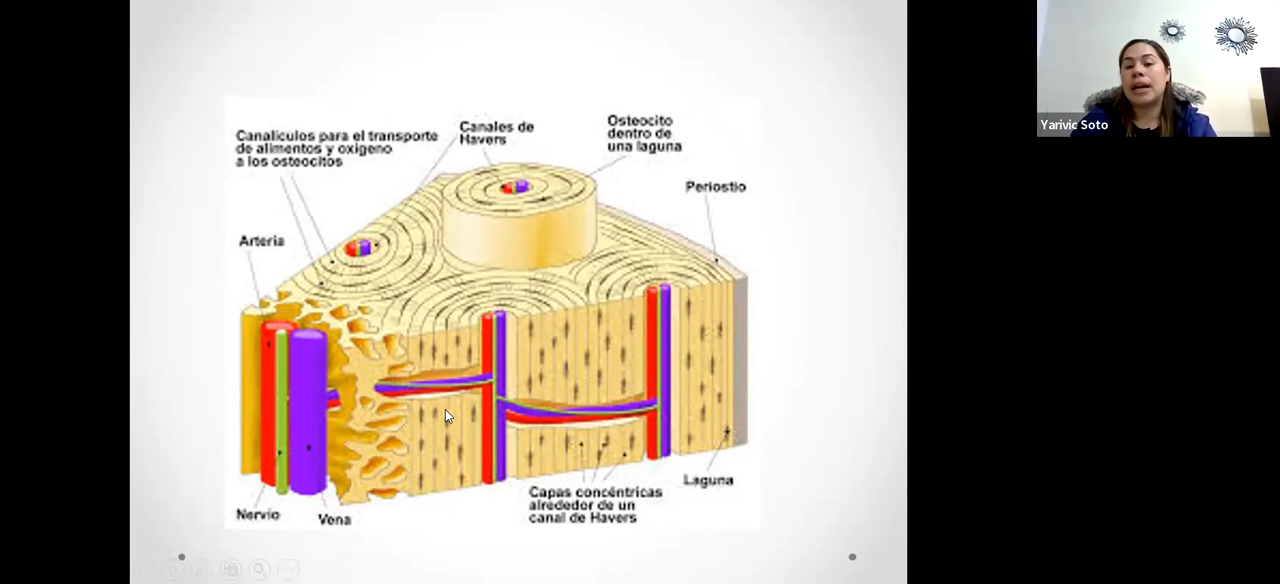 Canalículos para el transporte
de alimentos y oxigeno
a los osteocitos
Canales de
Havers
Osteocito
dentro de
una laguna
Periostio
Arteria
Nervio
Vena
Capas concéntricas
alrededor de un
canal de Havers
Laguna
Yarivic Soto